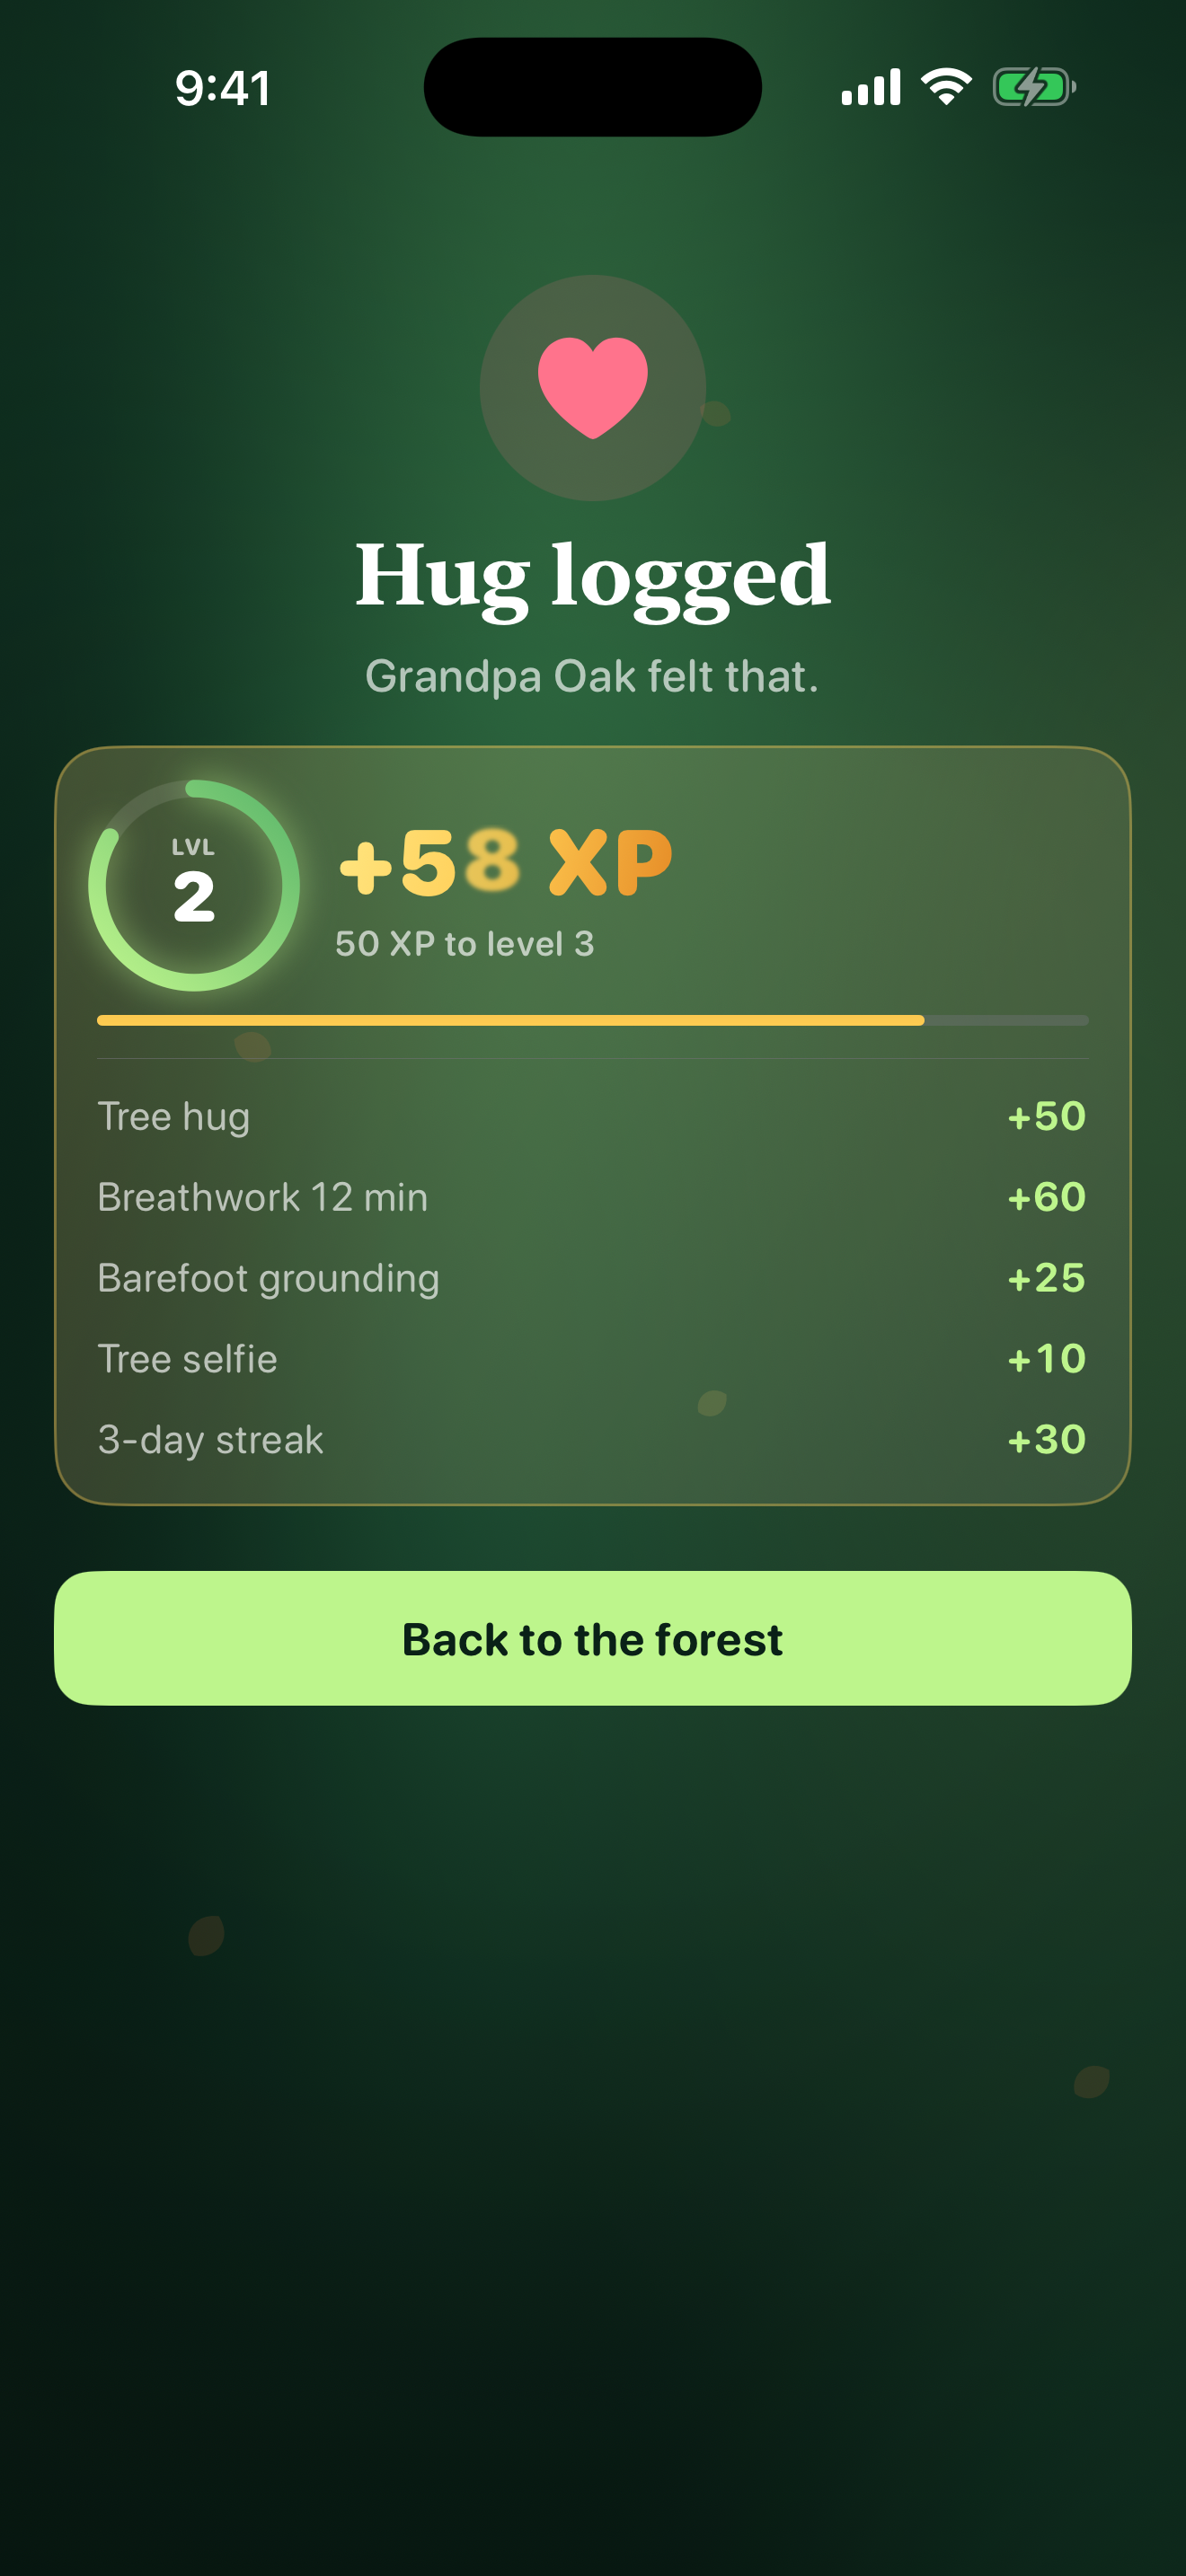 9:41
Hug logged
Grandpa Oak felt that.
LVL
2
+58 XP
50 XP to level 3
Tree hug +50
Breathwork 12 min +60
Barefoot grounding +25
Tree selfie +10
3-day streak +30
Back to the forest